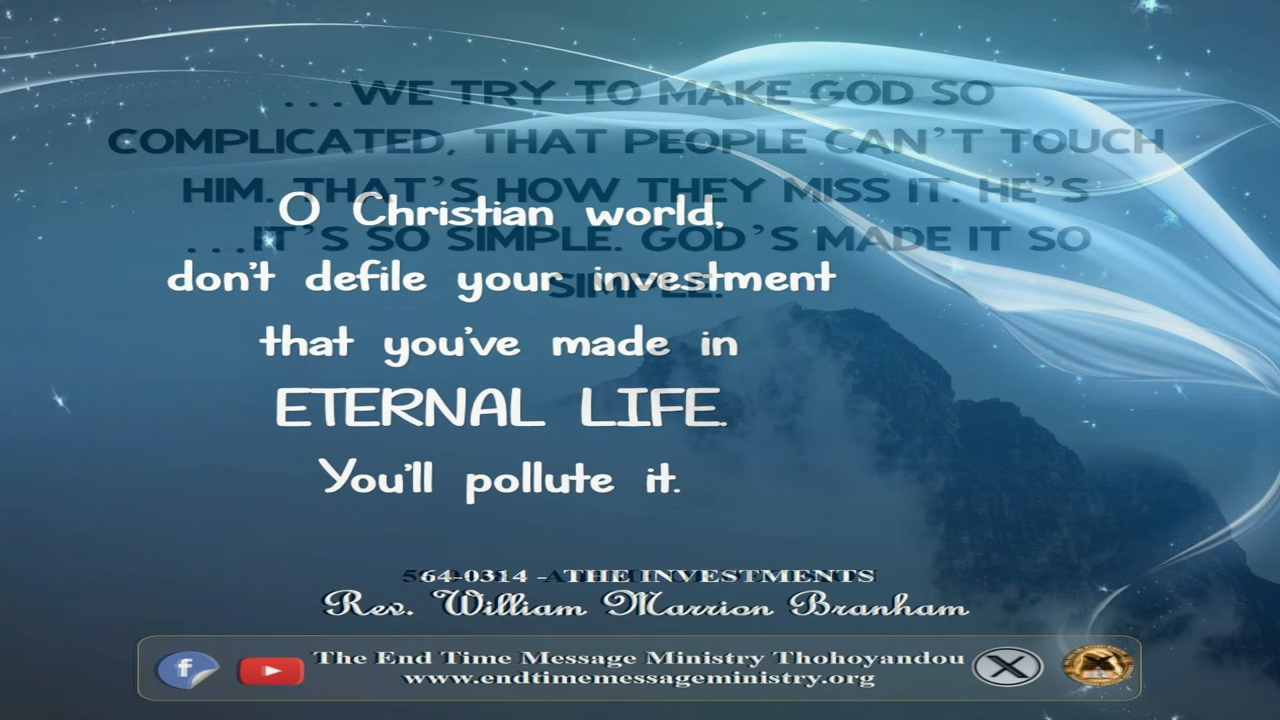 ...WE TRY TO MAKE GOD SO
COMPLICATED, THAT PEOPLE CAN'T TOUCH
HIM. THAT'S HOW THEY MISS IT. HE'S
...IT'S SO SIMPLE. GOD'S MADE IT SO
SIMPLE.
O Christian world,
don't defile your investment
that you've made in
ETERNAL LIFE.
You'll pollute it.
64-0314 - THE INVESTMENTS
Rev. William Marrion Branham
The End Time Message Ministry Thohoyandou
www.endtimemessageministry.org